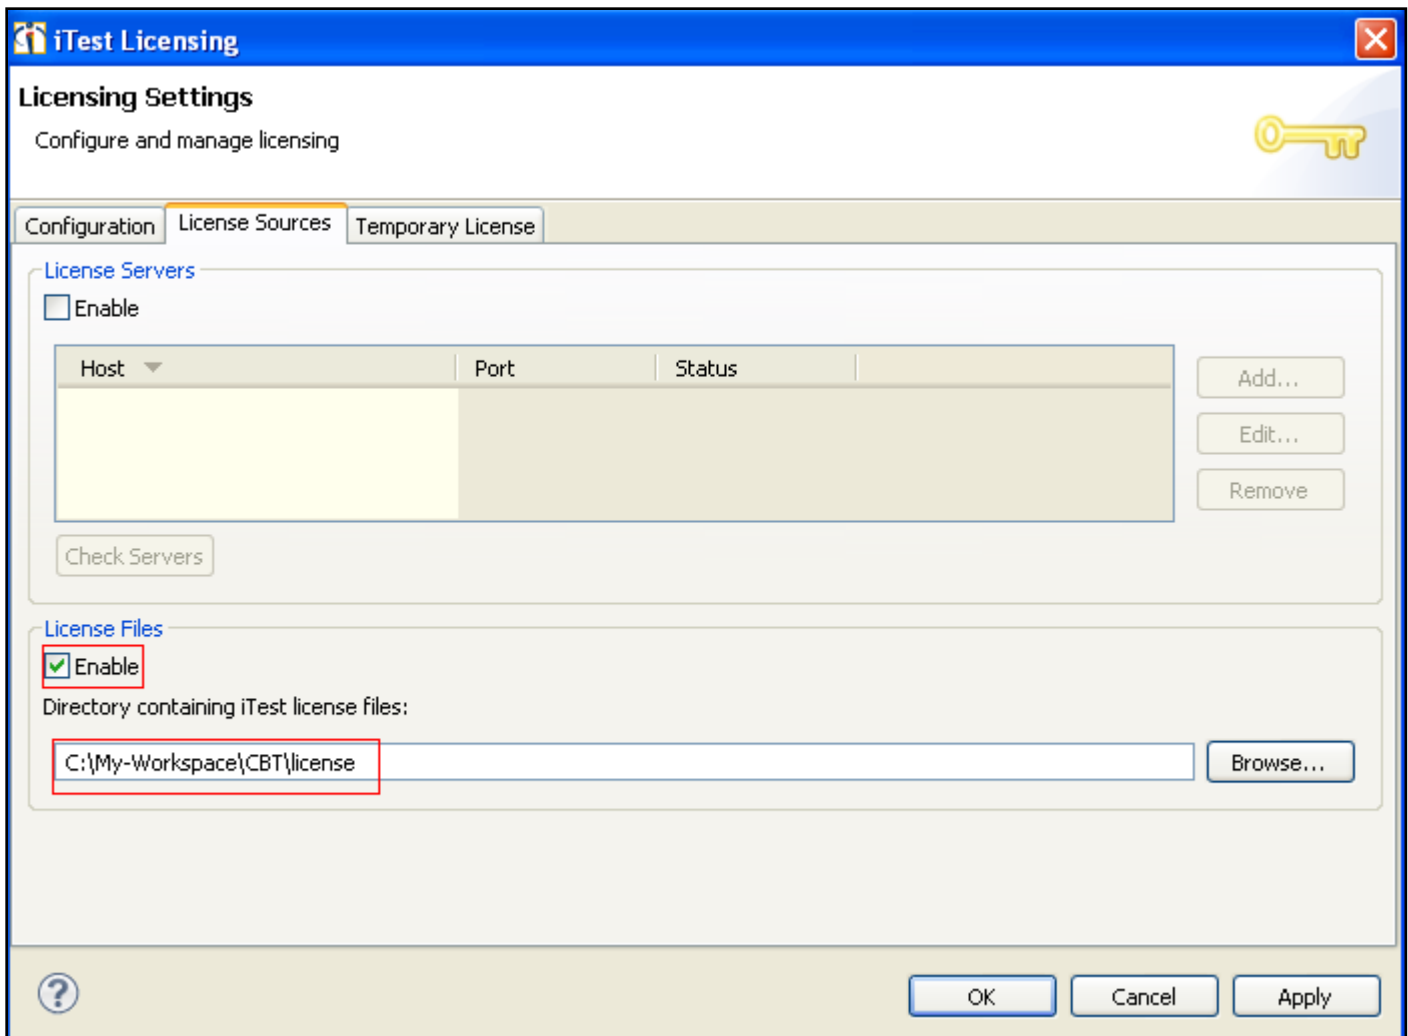 iTest Licensing
Licensing Settings
Configure and manage licensing
Configuration License Sources Temporary License
License Servers
Enable
Host Port Status
Add...
Edit...
Remove
Check Servers
License Files
Enable
Directory containing iTest license files:
C:\My-Workspace\CBT\license Browse...
? OK Cancel Apply